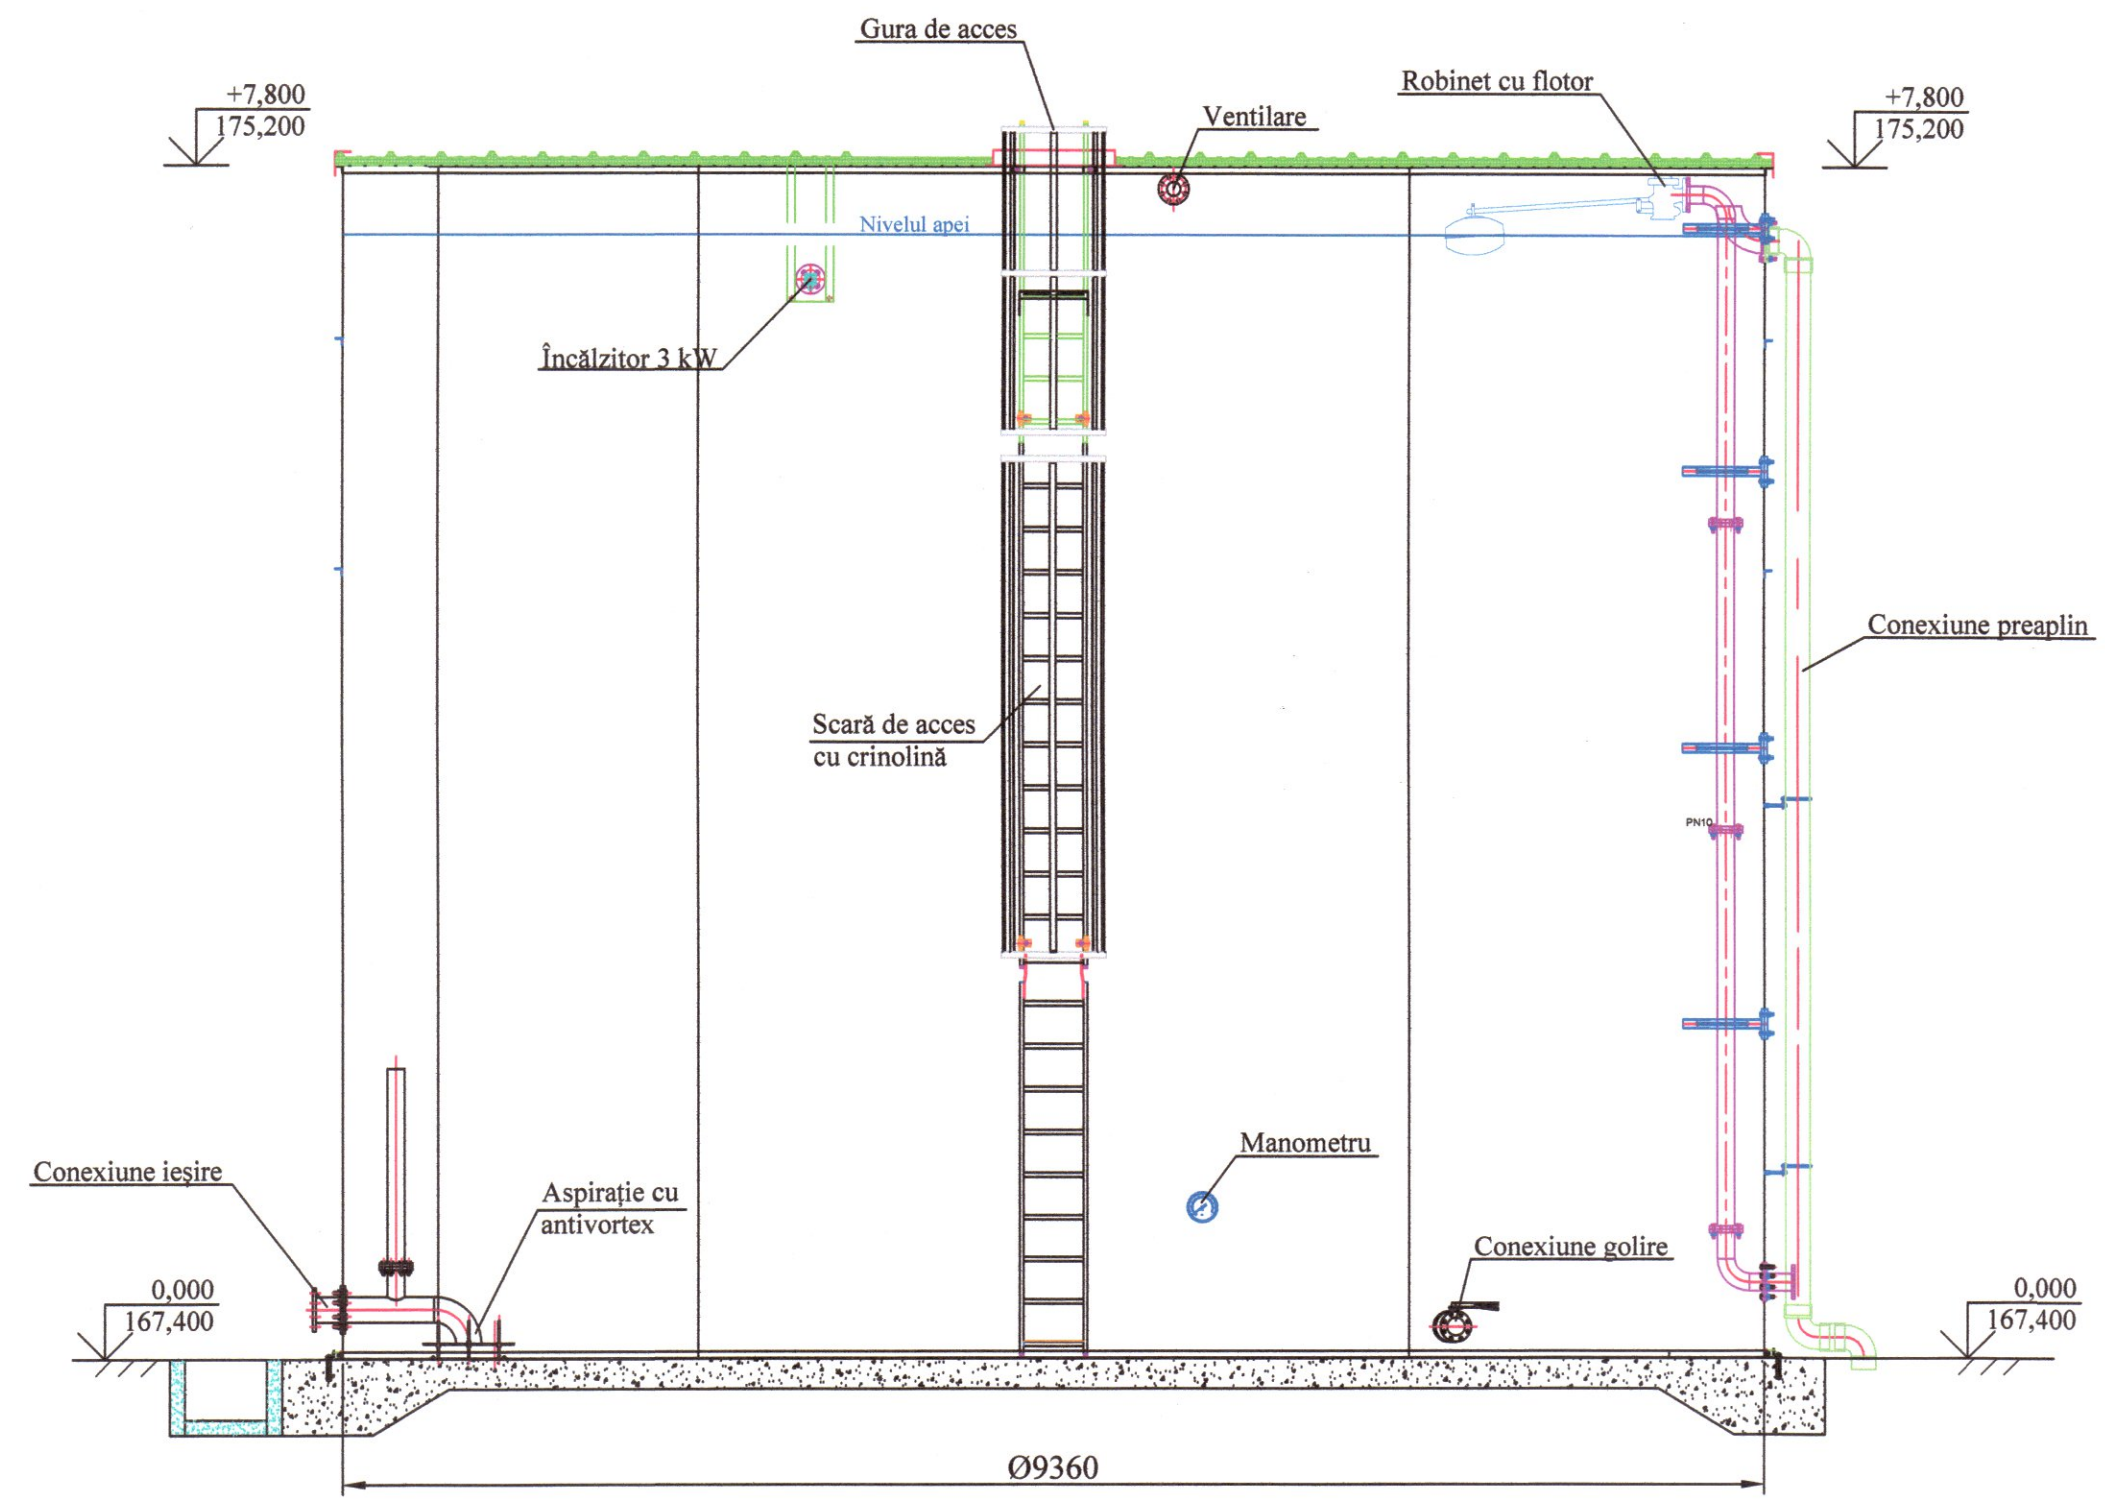 Gura de acces
Robinet cu flotor
+7,800
175,200
Ventilare
+7,800
175,200
Nivelul apei
Încălzitor 3 kW
Conexiune preaplin
Scară de acces
cu crinolină
PN10
Manometru
Conexiune ieșire
Aspirație cu
antivortex
Conexiune golire
0,000
167,400
0,000
167,400
Ø9360